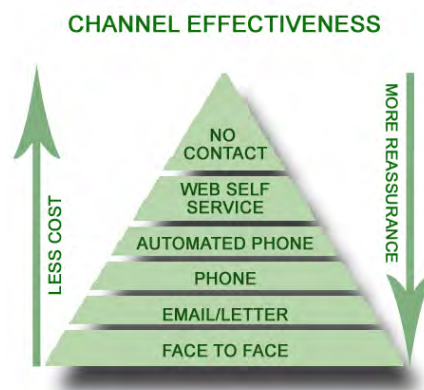 CHANNEL EFFECTIVENESS
NO
CONTACT
WEB SELF
SERVICE
AUTOMATED PHONE
PHONE
EMAIL/LETTER
FACE TO FACE
LESS COST
MORE REASSURANCE